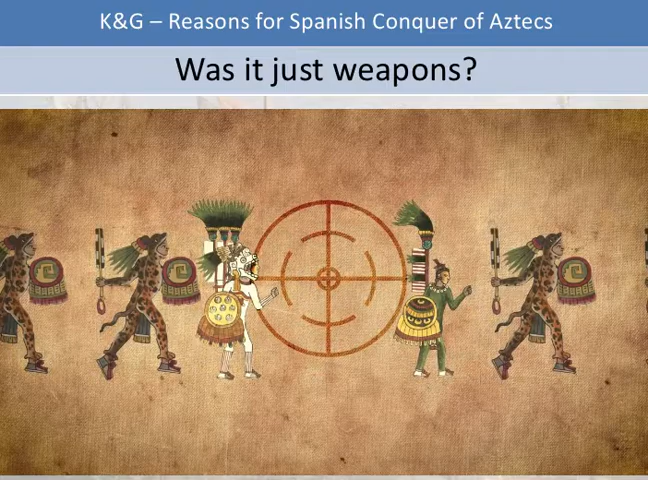 K&G – Reasons for Spanish Conquer of Aztecs
Was it just weapons?